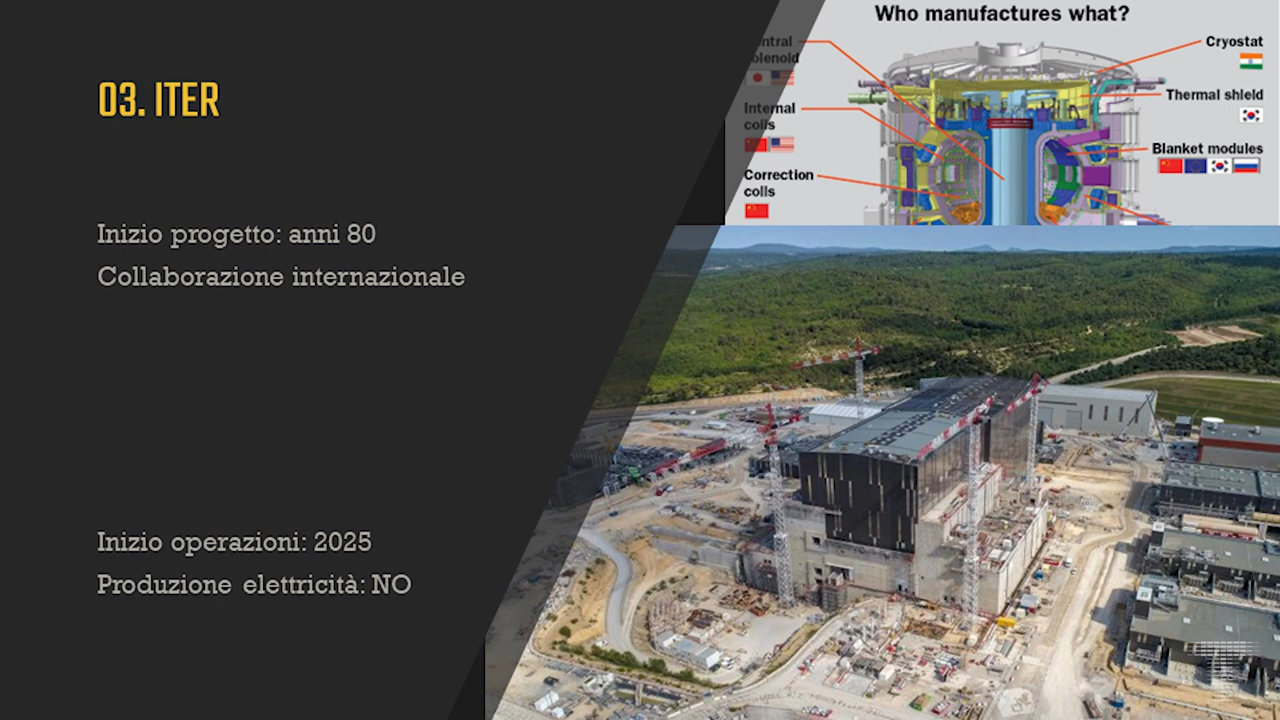 03. ITER
Inizio progetto: anni 80
Collaborazione internazionale
Inizio operazioni: 2025
Produzione elettricità: NO
Who manufactures what?
Internal
coils
Correction
coils
Cryostat
Thermal shield
Blanket modules